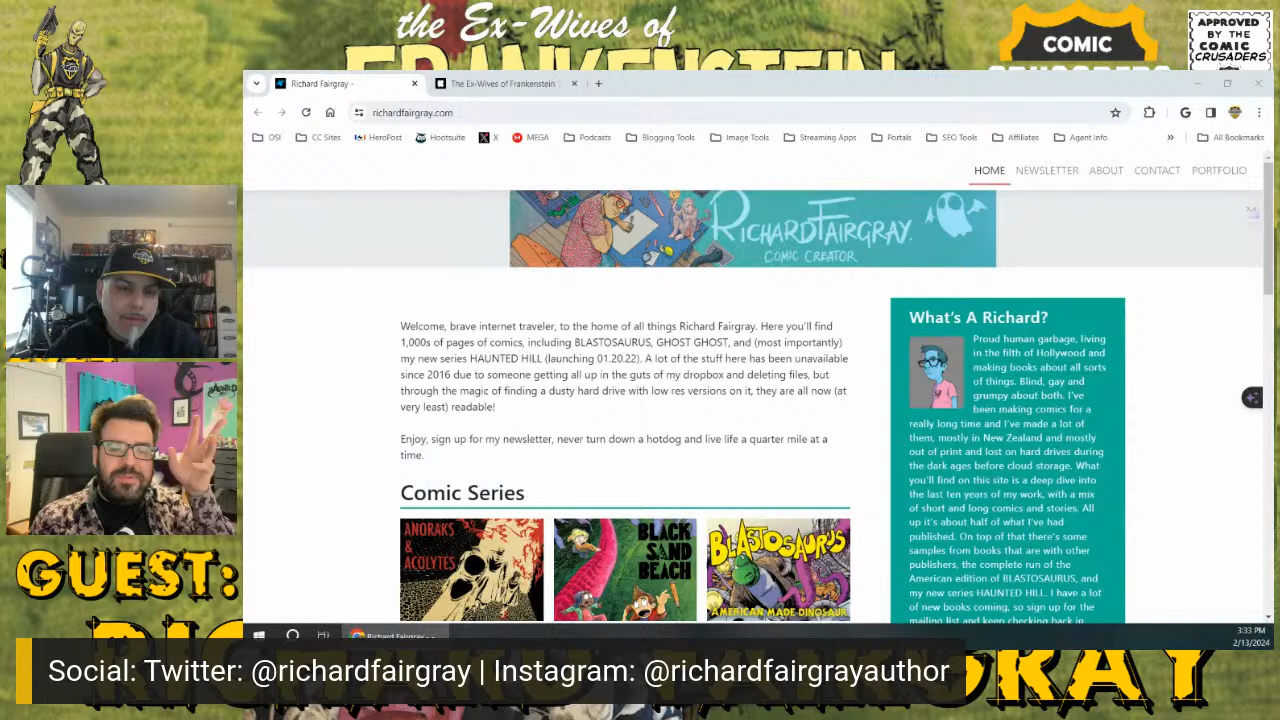 the Ex-Wives of
FRANKENSTEIN
COMIC
CRUSADERS
APPROVED
BY THE
COMIC
CRUSADERS
Richard Fairgray -
The Ex-Wives of Frankenstein
richardfairgray.com
OSI
CC Sites
HeroPost
Hootsuite
X
MEGA
Podcasts
Blogging Tools
Image Tools
Streaming Apps
Portals
SEO Tools
Affiliates
Agent Info
»
All Bookmarks
HOME NEWSLETTER ABOUT CONTACT PORTFOLIO
RICHARD FAIRGRAY.
COMIC CREATOR
Welcome, brave internet traveler, to the home of all things Richard Fairgray. Here you'll find
1,000s of pages of comics, including BLASTOSAURUS, GHOST GHOST, and (most importantly)
my new series HAUNTED HILL (launching 01.20.22). A lot of the stuff here has been unavailable
since 2016 due to someone getting all up in the guts of my dropbox and deleting files, but
through the magic of finding a dusty hard drive with low res versions on it, they are all now (at
very least) readable!
Enjoy, sign up for my newsletter, never turn down a hotdog and live life a quarter mile at a
time.
Comic Series
ANORAKS
&
ACOLYTES
BLACK
SAND
BEACH
BLASTOSAURUS
AMERICAN MADE DINOSAUR
What's A Richard?
Proud human garbage, living
in the filth of Hollywood and
making books about all sorts
of things. Blind, gay and
grumpy about both. I've
been making comics for a
really long time and I've made a lot of
them, mostly in New Zealand and mostly
out of print and lost on hard drives during
the dark ages before cloud storage. What
you'll find on this site is a deep dive into
the last ten years of my work, with a mix
of short and long comics and stories. All
up it's about half of what I've had
published. On top of that there's some
samples from books that are with other
publishers, the complete run of the
American edition of BLASTOSAURUS, and
my new series HAUNTED HILL. I have a lot
of new books coming, so sign up for the
mailing list and keep checking back in
Richard Fairgray -
3:33 PM
2/13/2024
GUEST:
RICHARD FAIRGRAY
Social: Twitter: @richardfairgray | Instagram: @richardfairgrayauthor